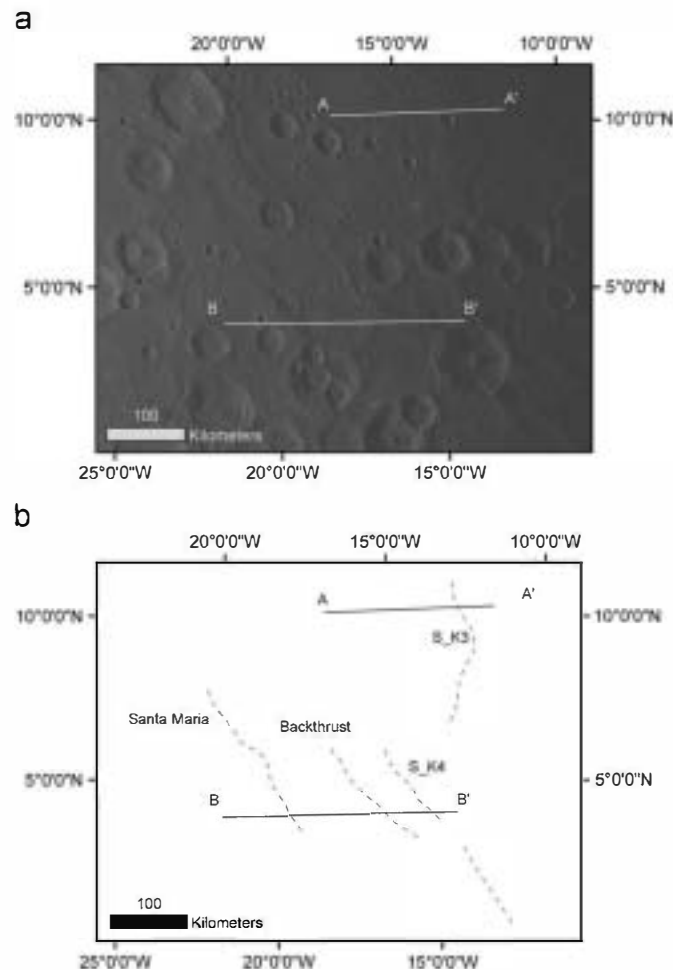 a
20°0'0"W 15°0'0"W 10°0'0"W
A A'
10°0'0"N 10°0'0"N
5°0'0"N 5°0'0"N
B B'
100
Kilometers
25°0'0"W 20°0'0"W 15°0'0"W
b
20°0'0"W 15°0'0"W 10°0'0"W
A A'
10°0'0"N 10°0'0"N
S_K3
Santa Maria Backthrust
S_K4
5°0'0"N 5°0'0"N
B B'
100
Kilometers
25°0'0"W 20°0'0"W 15°0'0"W